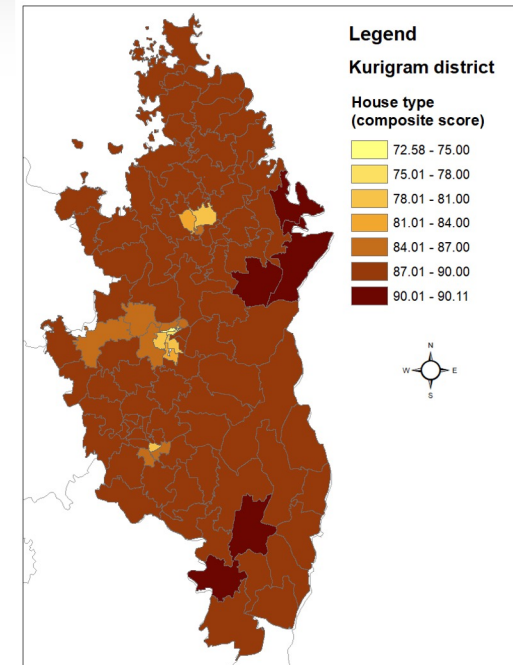 Legend
Kurigram district
House type
(composite score)
72.58 - 75.00
75.01 - 78.00
78.01 - 81.00
81.01 - 84.00
84.01 - 87.00
87.01 - 90.00
90.01 - 90.11
N
W E
S